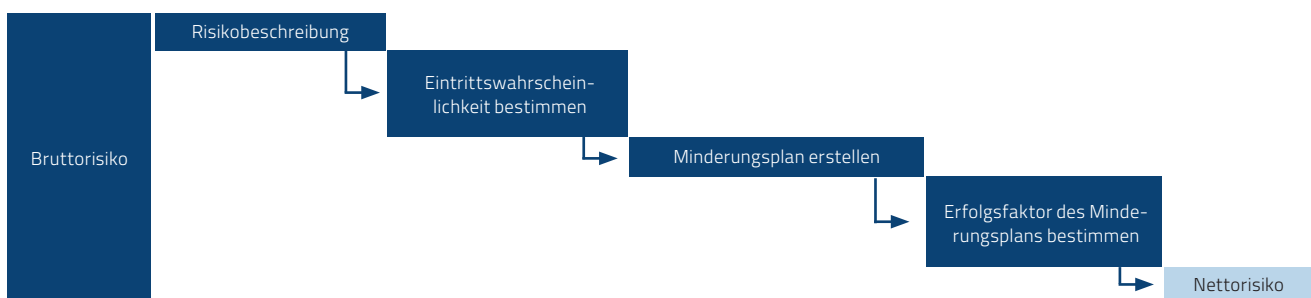 Bruttorisiko
Risikobeschreibung
Eintrittswahrschein-
lichkeit bestimmen
Minderungsplan erstellen
Erfolgsfaktor des Minde-
rungsplans bestimmen
Nettorisiko